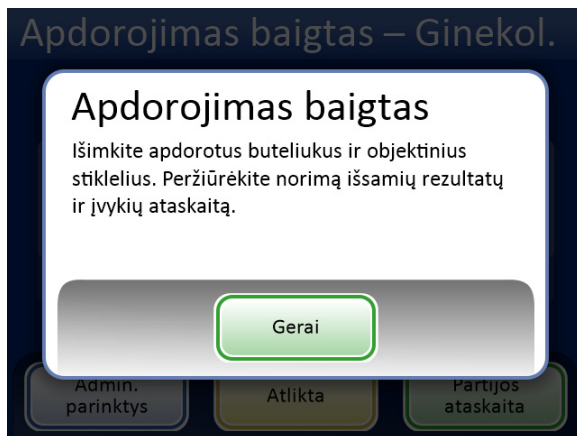 Apdorojimas baigtas – Ginekol.
Apdorojimas baigtas
Išimkite apdorotus buteliukus ir objektinius
stiklelius. Peržiūrėkite norimą išsamių rezultatų
ir įvykių ataskaitą.
Gerai
Admin.
parinktys
Atlikta
Partijos
ataskaita